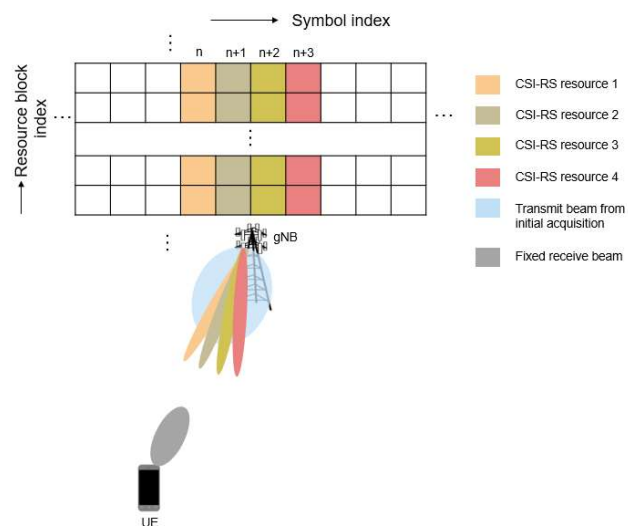 Symbol index
n n+1 n+2 n+3
Resource block
index
CSI-RS resource 1
CSI-RS resource 2
CSI-RS resource 3
CSI-RS resource 4
Transmit beam from
initial acquisition
Fixed receive beam
gNB
UE